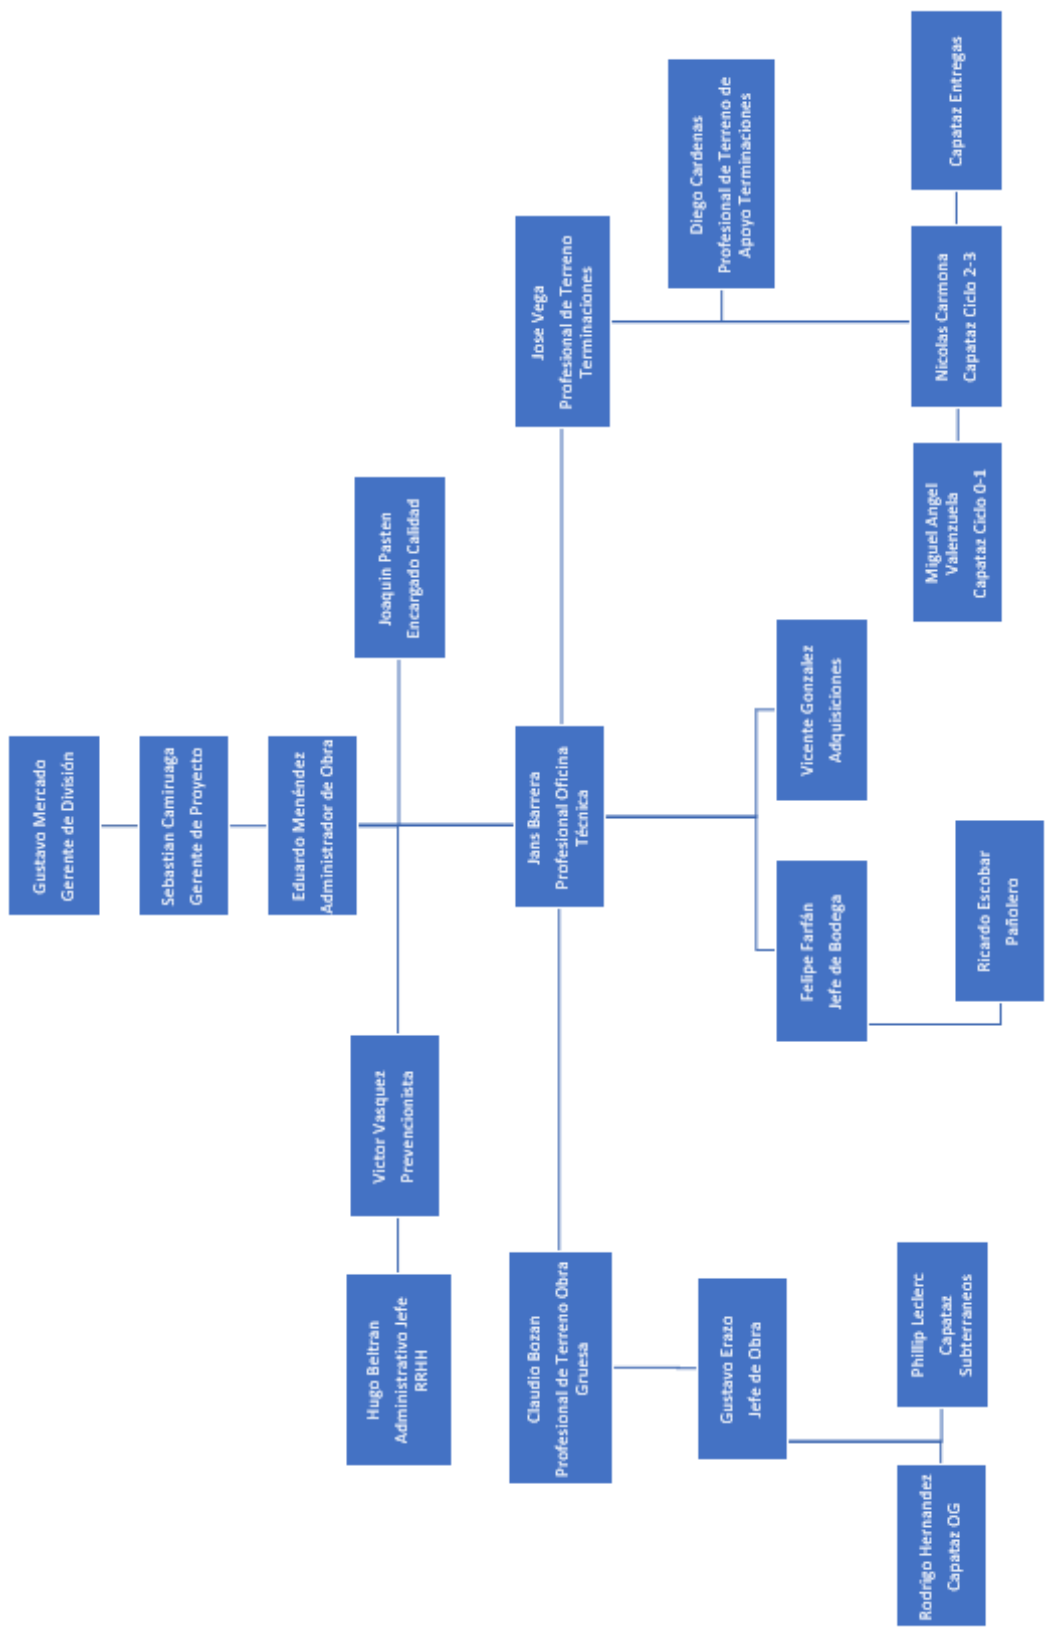 Gustavo Mercado
Gerente de División
Sebastian Camiruaga
Gerente de Proyecto
Eduardo Menéndez
Administrador de Obra
Hugo Beltran
Administrativo Jefe
RRHH
Victor Vasquez
Prevencionista
Joaquin Pasten
Encargado Calidad
Claudio Bozan
Profesional de Terreno Obra
Gruesa
Jans Barrera
Profesional Oficina
Técnica
Jose Vega
Profesional de Terreno
Terminaciones
Gustavo Erazo
Jefe de Obra
Felipe Farfán
Jefe de Bodega
Vicente Gonzalez
Adquisiciones
Diego Cardenas
Profesional de Terreno de
Apoyo Terminaciones
Rodrigo Hernandez
Capataz OG
Phillip Leclerc
Capataz
Subterraneos
Ricardo Escobar
Pañolero
Miguel Angel
Valenzuela
Capataz Ciclo 0-1
Nicolas Carmona
Capataz Ciclo 2-3
Capataz Entregas